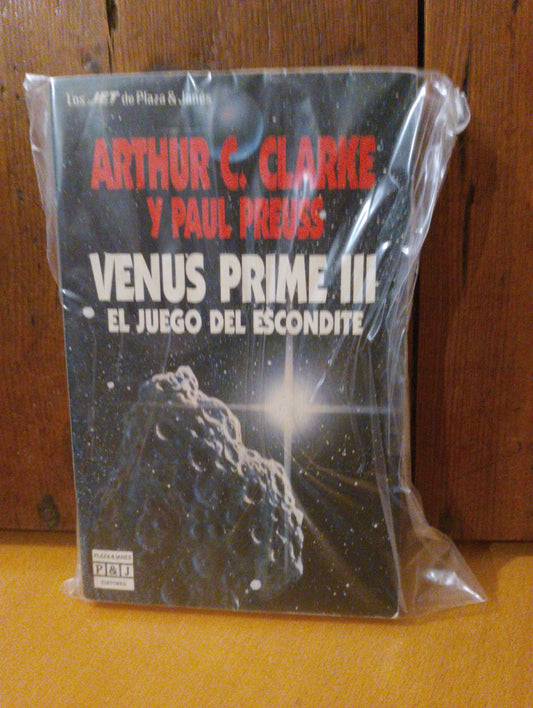 Los JET de Plaza & Janés
ARTHUR C. CLARKE
Y PAUL PREUSS
VENUS PRIME III
EL JUEGO DEL ESCONDITE
PLAZA & JANES
P & J
EDITORES